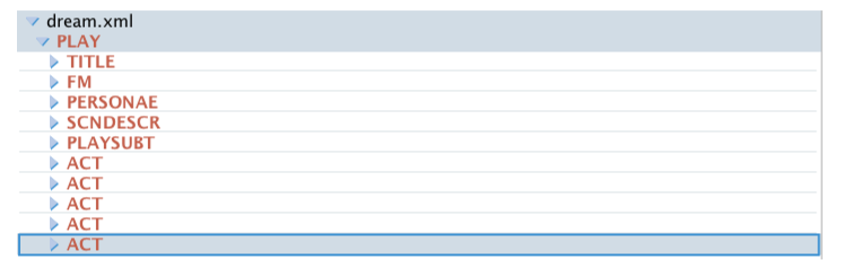 dream.xml
PLAY
TITLE
FM
PERSONAE
SCNDESCR
PLAYSUBT
ACT
ACT
ACT
ACT
ACT